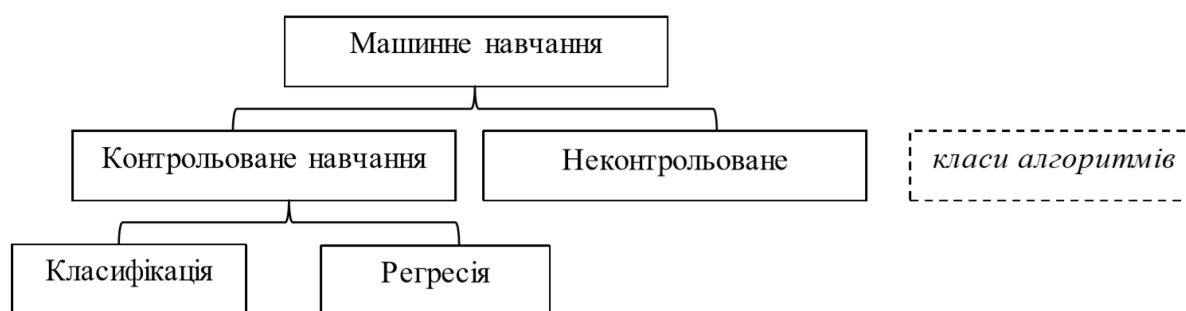 Машинне навчання
Контрольоване навчання
Неконтрольоване
класи алгоритмів
Класифікація
Регресія